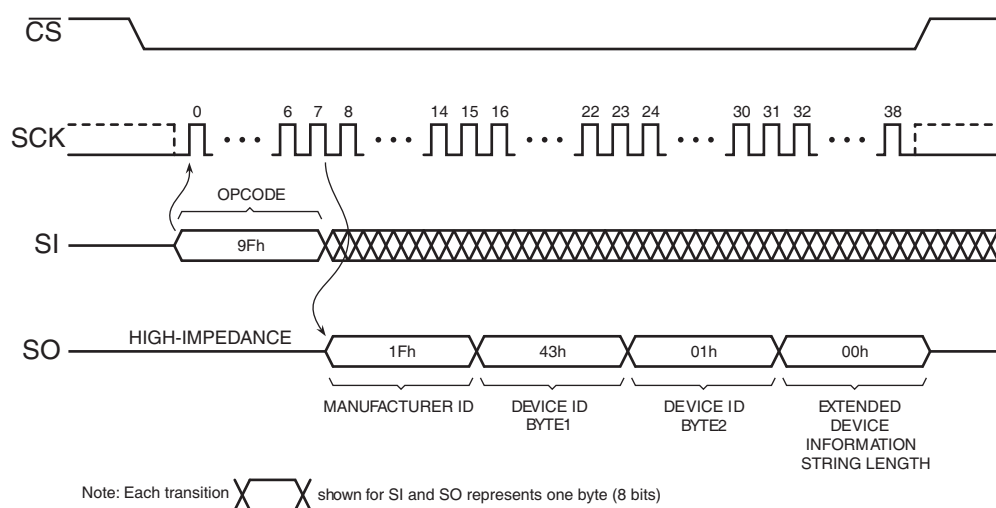 CS
0 6 7 8 14 15 16 22 23 24 30 31 32 38
SCK
OPCODE
SI 9Fh
HIGH-IMPEDANCE
SO 1Fh 43h 01h 00h
MANUFACTURER ID DEVICE ID BYTE1 DEVICE ID BYTE2 EXTENDED DEVICE INFORMATION STRING LENGTH
Note: Each transition shown for SI and SO represents one byte (8 bits)